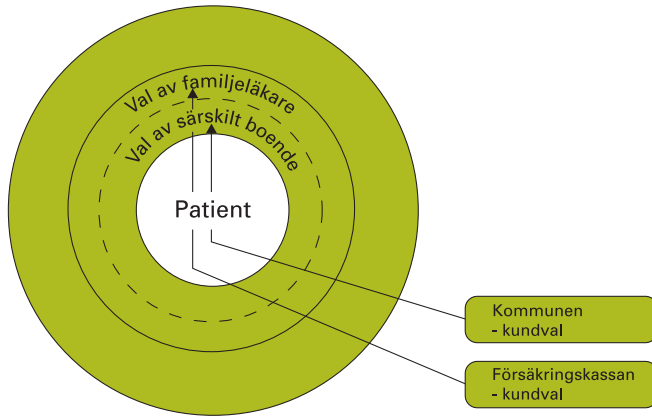 Val av familjeläkare
Val av särskilt boende
Patient
Kommunen
- kundval
Försäkringskassan
- kundval